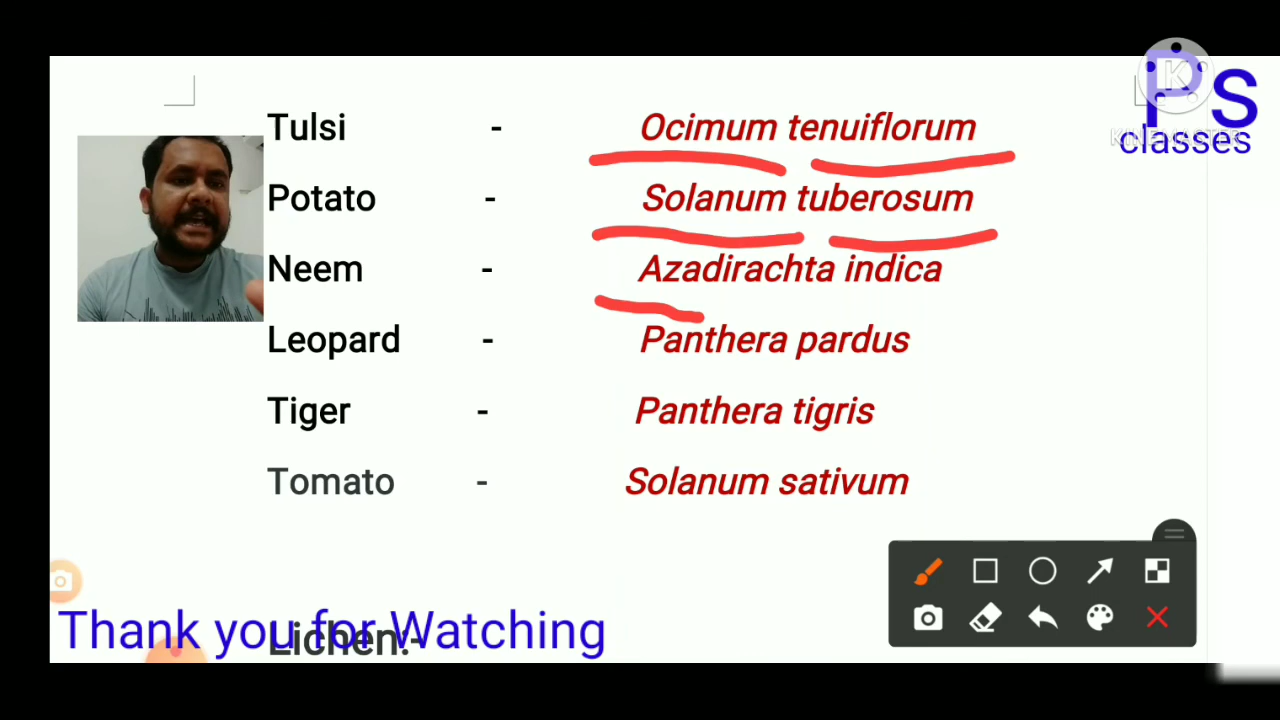 Tulsi - Ocimum tenuiflorum
Potato - Solanum tuberosum
Neem - Azadirachta indica
Leopard - Panthera pardus
Tiger - Panthera tigris
Tomato - Solanum sativum
Lichen:-
Thank you for Watching
Ps
classes
K
KINEMASTER